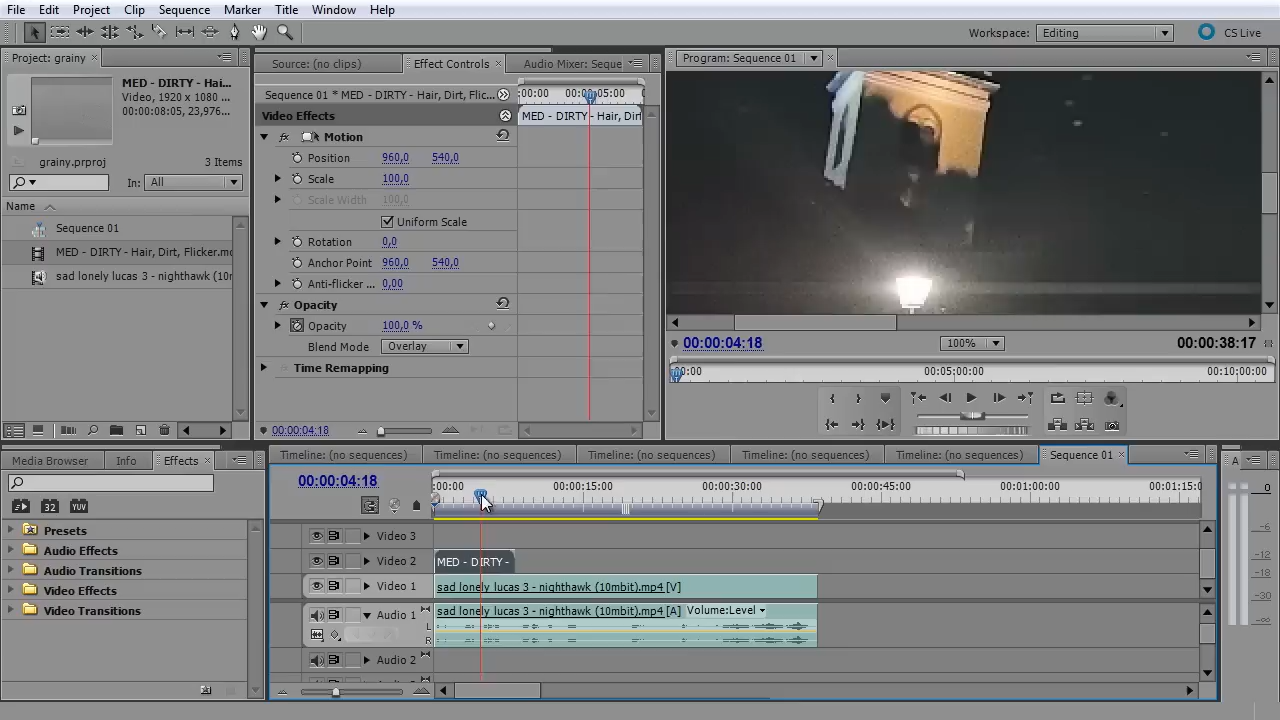 File Edit Project Clip Sequence Marker Title Window Help
Workspace: Editing CS Live
Project: grainy
MED - DIRTY - Hai...
Video, 1920 x 1080
00:00:08:05, 23,976...
grainy.prproj 3 Items
In: All
Name
Sequence 01
MED - DIRTY - Hair, Dirt, Flicker.mo
sad lonely lucas 3 - nighthawk (10m
Source: (no clips) Effect Controls Audio Mixer: Seque
Sequence 01 * MED - DIRTY - Hair, Dirt, Flic...
:00:00 00:00:05:00
Video Effects
MED - DIRTY - Hair, Dirt
Motion
Position 960,0 540,0
Scale 100,0
Scale Width 100,0
Uniform Scale
Rotation 0,0
Anchor Point 960,0 540,0
Anti-flicker ... 0,00
Opacity
Opacity 100,0 %
Blend Mode Overlay
Time Remapping
00:00:04:18
Program: Sequence 01
00:00:04:18 100% 00:00:38:17
00:00 00:05:00:00 00:10:00:00
Media Browser Info Effects
32 YUV
Presets
Audio Effects
Audio Transitions
Video Effects
Video Transitions
Timeline: (no sequences) Timeline: (no sequences) Timeline: (no sequences) Timeline: (no sequences) Timeline: (no sequences) Sequence 01
00:00:04:18
:00:00 00:00:15:00 00:00:30:00 00:00:45:00 00:01:00:00 00:01:15:0
Video 3
Video 2 MED - DIRTY -
Video 1 sad lonely lucas 3 - nighthawk (10mbit).mp4 [V]
Audio 1 sad lonely lucas 3 - nighthawk (10mbit).mp4 [A] Volume:Level
L
R
Audio 2
A
0
-6
-12
-18
-30
-∞